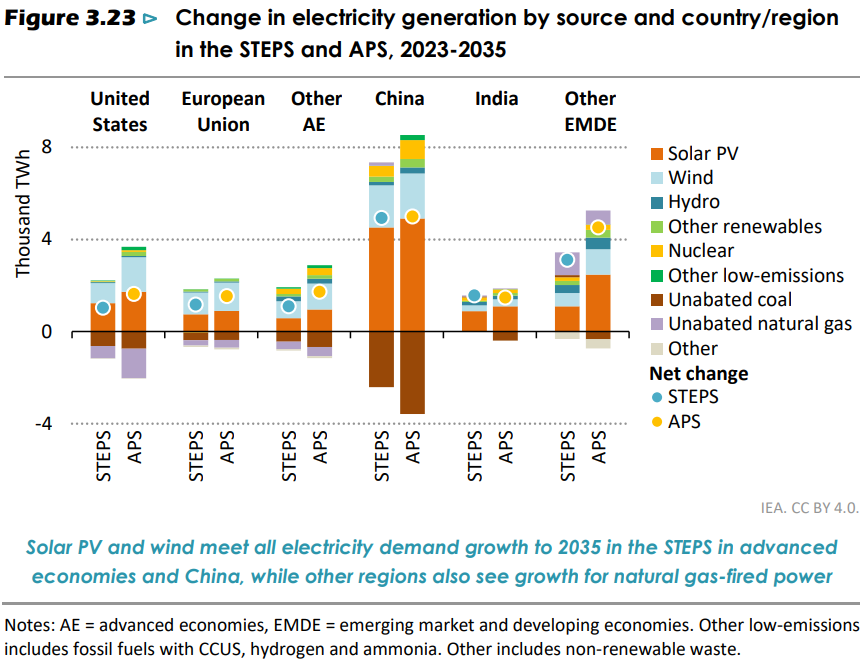 Figure 3.23 ▷ Change in electricity generation by source and country/region
in the STEPS and APS, 2023-2035
United States
European Union
Other AE
China
India
Other EMDE
Thousand TWh
8
4
0
-4
STEPS
APS
STEPS
APS
STEPS
APS
STEPS
APS
STEPS
APS
STEPS
APS
Solar PV
Wind
Hydro
Other renewables
Nuclear
Other low-emissions
Unabated coal
Unabated natural gas
Other
Net change
STEPS
APS
IEA. CC BY 4.0.
Solar PV and wind meet all electricity demand growth to 2035 in the STEPS in advanced
economies and China, while other regions also see growth for natural gas-fired power
Notes: AE = advanced economies, EMDE = emerging market and developing economies. Other low-emissions
includes fossil fuels with CCUS, hydrogen and ammonia. Other includes non-renewable waste.